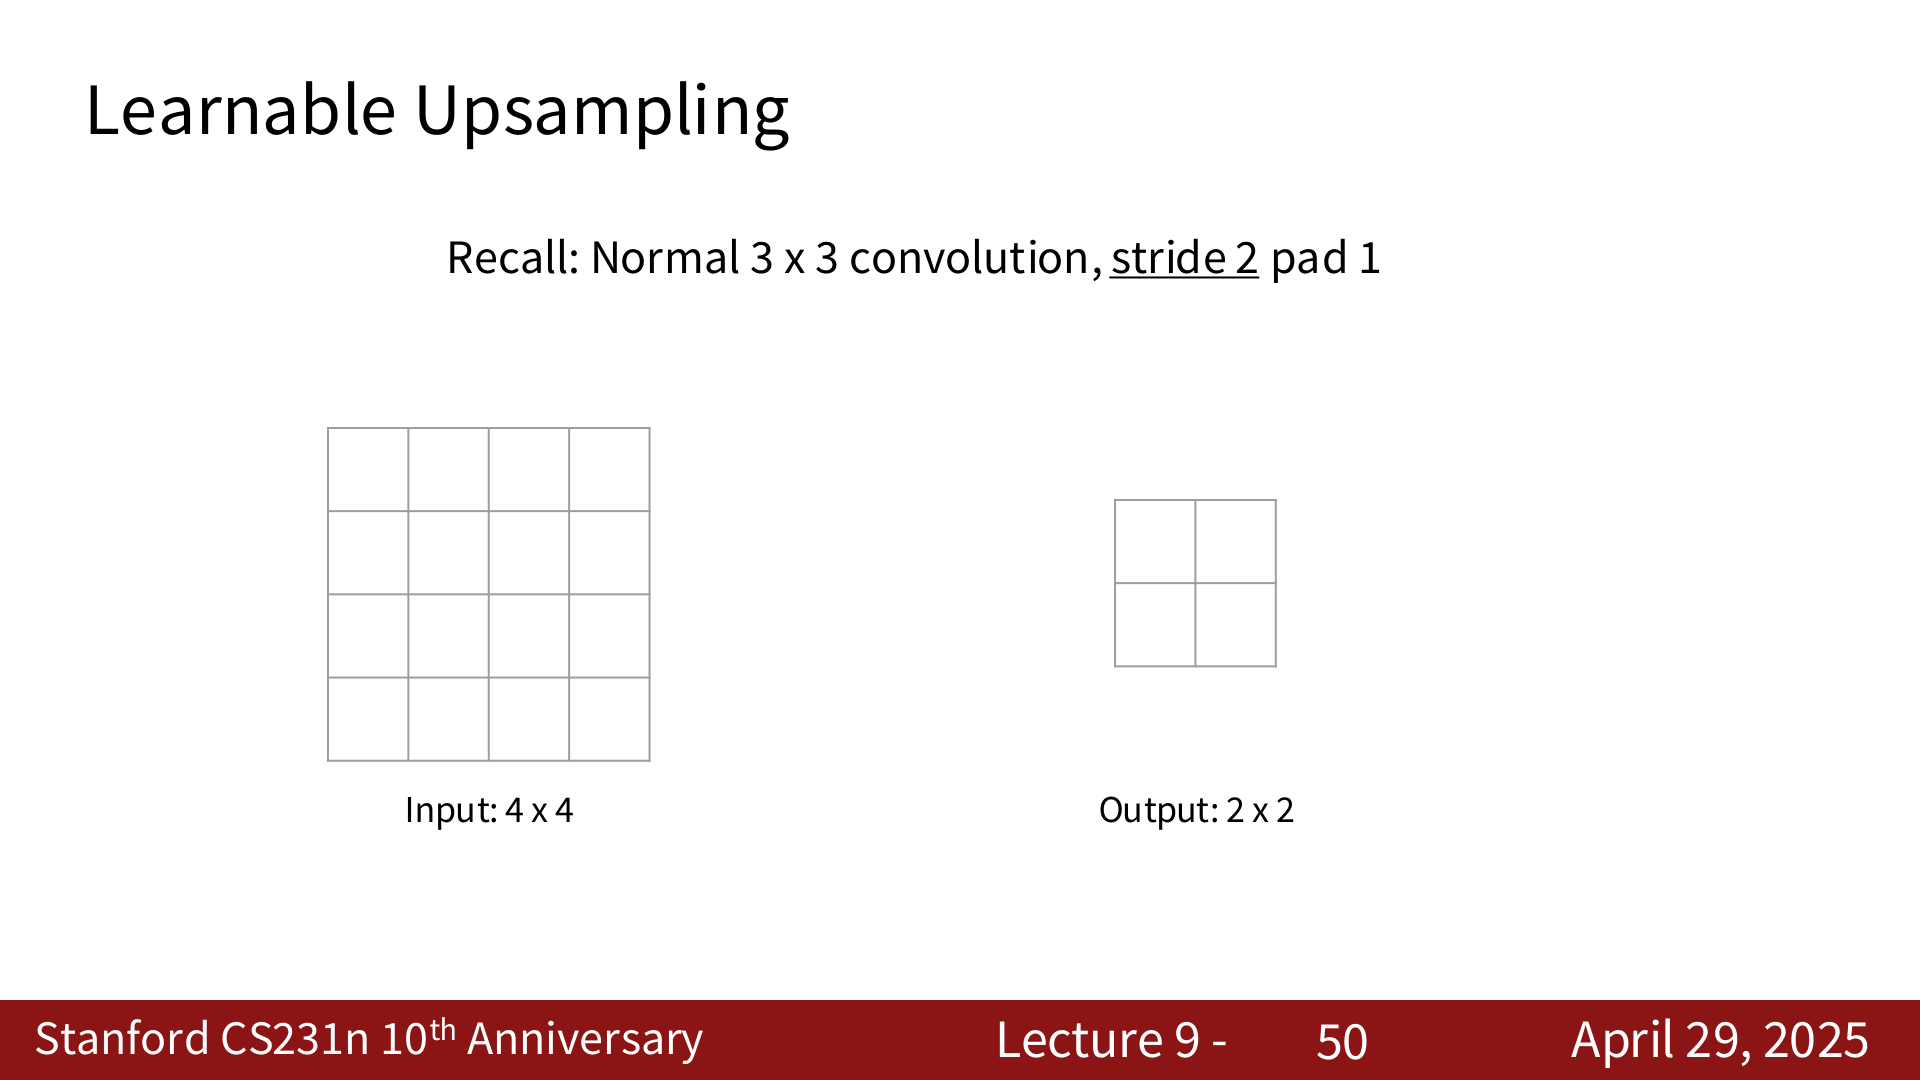 Learnable Upsampling
Recall: Normal 3 x 3 convolution, stride 2 pad 1
Input: 4 x 4
Output: 2 x 2
Stanford CS231n 10th Anniversary
Lecture 9 - 50
April 29, 2025